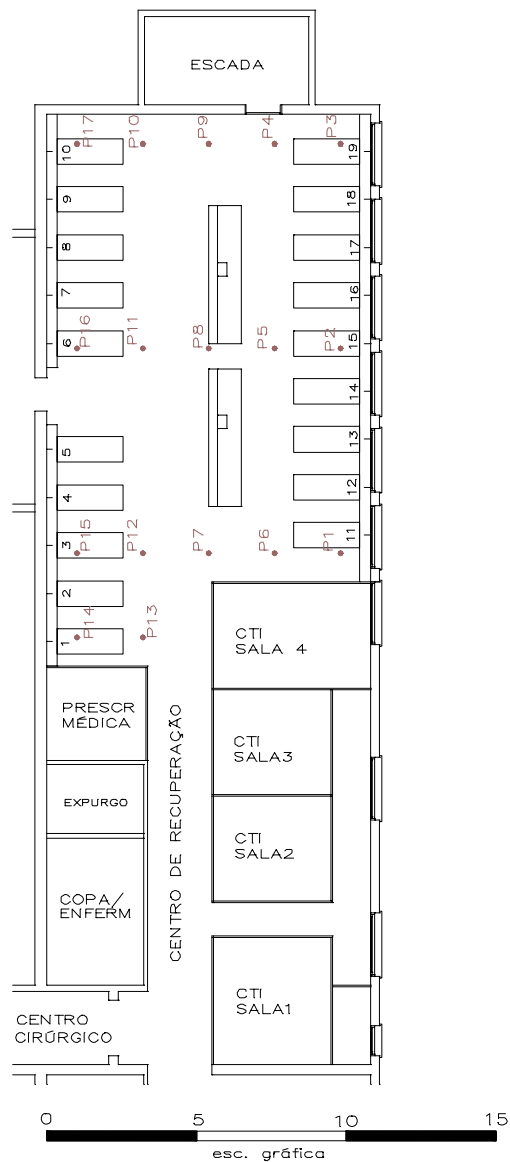 ESCADA
P17
P10
P9
P4
P3
10
19
9
18
8
17
7
16
P16
P11
P8
P5
P2
6
15
14
5
13
4
12
P15
P12
P7
P6
P1
3
11
2
P14
P13
1
CTI
SALA 4
PRESCR
MÉDICA
CENTRO DE RECUPERAÇÃO
CTI
SALA3
EXPURGO
CTI
SALA2
COPA/
ENFERM
CTI
SALA1
CENTRO
CIRÚRGICO
0 5 10 15
esc. gráfica